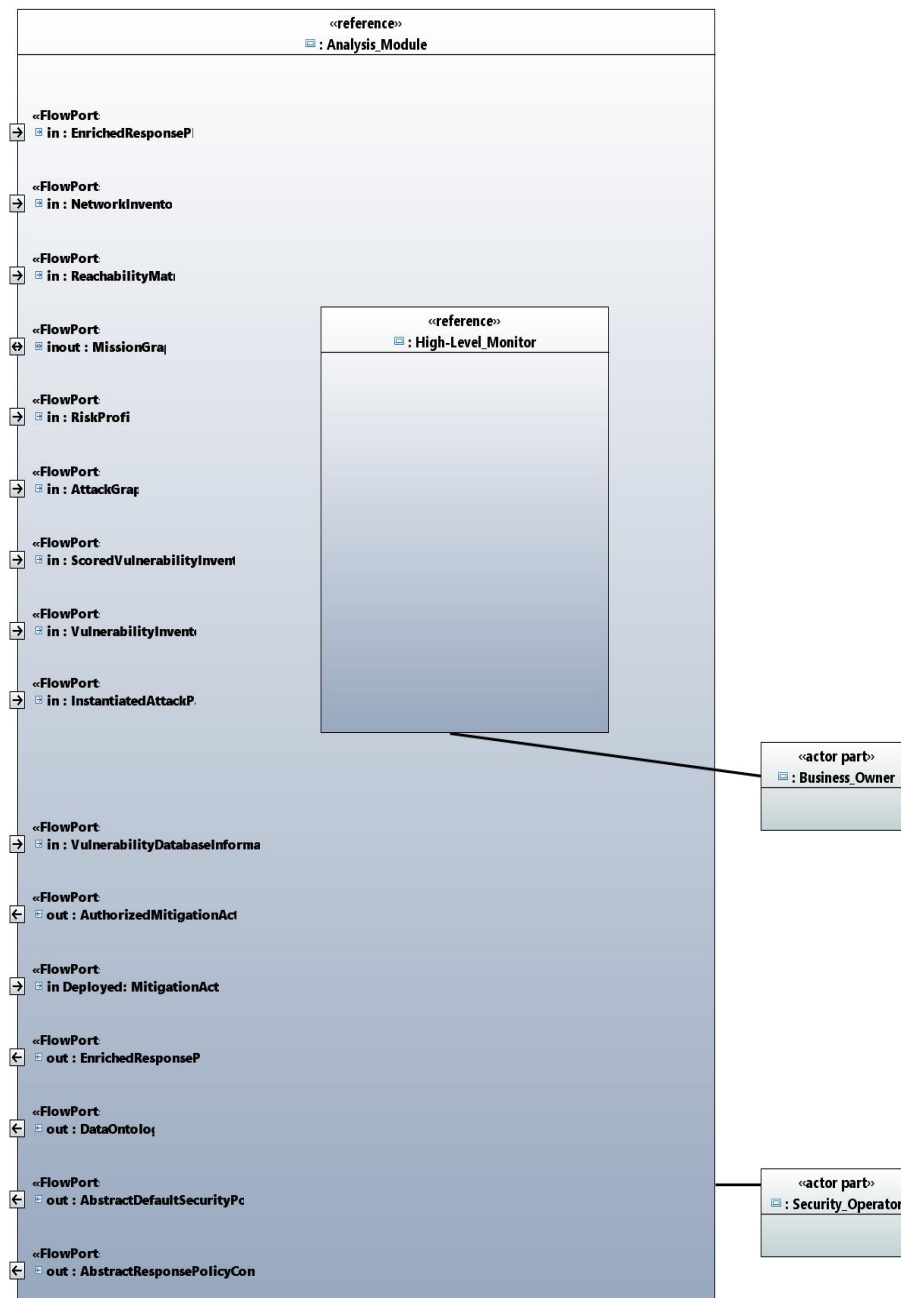 «reference»
: Analysis_Module
«FlowPort
in : EnrichedResponseP
«FlowPort
in : NetworkInvento
«FlowPort
in : ReachabilityMat
«FlowPort
inout : MissionGra
«FlowPort
in : RiskProfi
«FlowPort
in : AttackGrap
«FlowPort
in : ScoredVulnerabilityInvent
«FlowPort
in : VulnerabilityInvent
«FlowPort
in : InstantiatedAttackP
«reference»
: High-Level_Monitor
«actor part»
: Business_Owner
«FlowPort
in : VulnerabilityDatabaseInforma
«FlowPort
out : AuthorizedMitigationAct
«FlowPort
in Deployed: MitigationAct
«FlowPort
out : EnrichedResponseP
«FlowPort
out : DataOntolog
«FlowPort
out : AbstractDefaultSecurityPo
«FlowPort
out : AbstractResponsePolicyCon
«actor part»
: Security_Operator